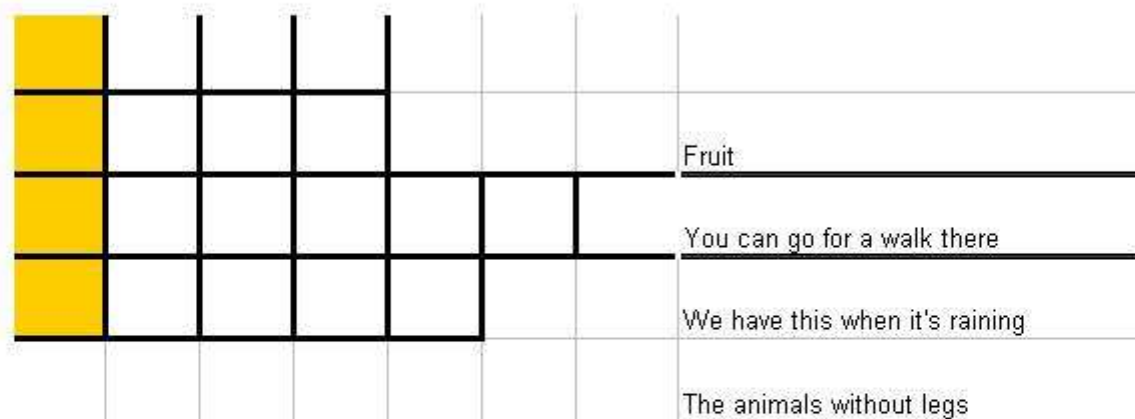 Fruit
You can go for a walk there
We have this when it's raining
The animals without legs